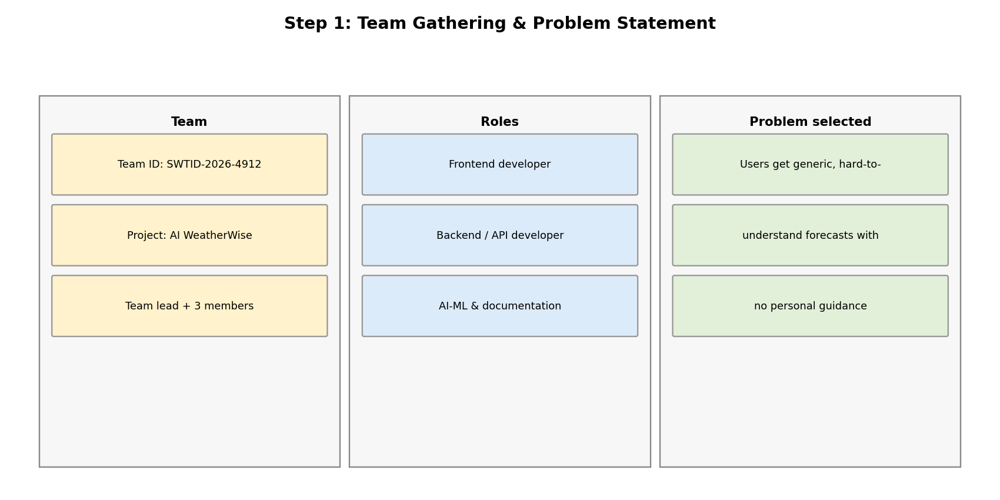 Step 1: Team Gathering & Problem Statement
Team
Team ID: SWTID-2026-4912
Project: AI WeatherWise
Team lead + 3 members
Roles
Frontend developer
Backend / API developer
AI-ML & documentation
Problem selected
Users get generic, hard-to-
understand forecasts with
no personal guidance